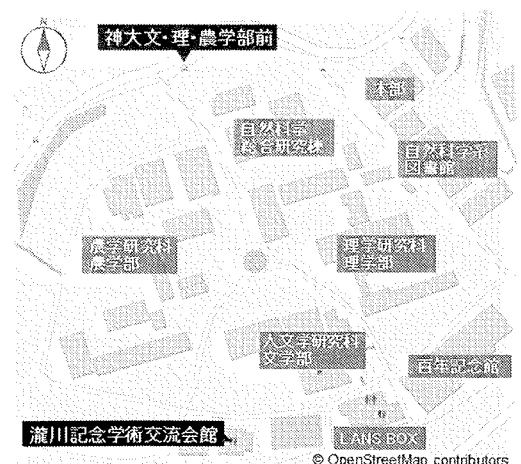 N
神大文・理・農学部前
本部
自然科学
総合研究棟
自然科学系
図書館
農学研究科
農学部
理学研究科
理学部
人文学研究科
文学部
百年記念館
瀧川記念学術交流会館
LANS BOX
© OpenStreetMap contributors